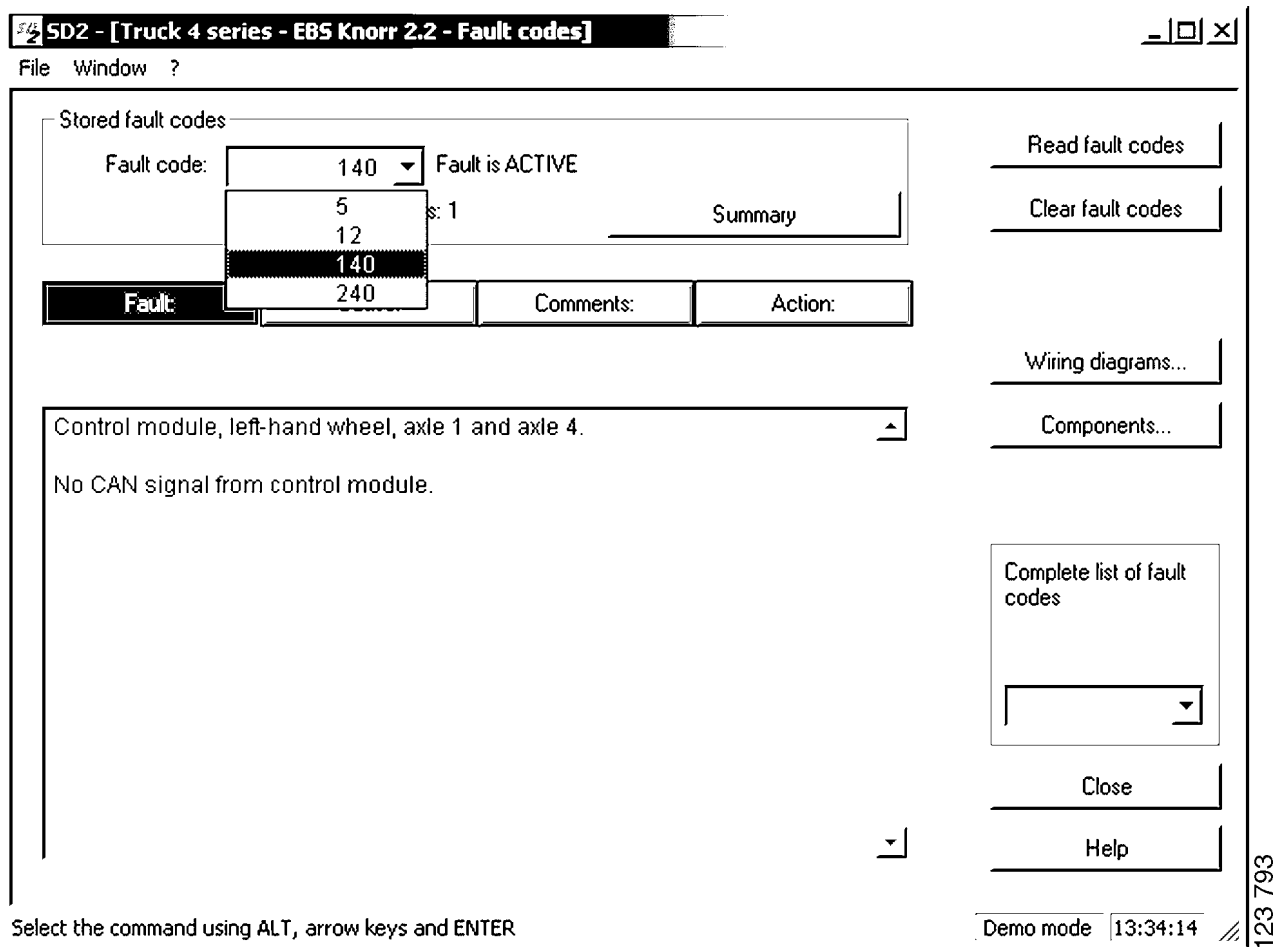 SD2 - [Truck 4 series - EBS Knorr 2.2 - Fault codes]
File Window ?
Stored fault codes
Fault code: 140 Fault is ACTIVE
5
12
140
240
s: 1
Summary
Read fault codes
Clear fault codes
Fault: Comments: Action:
Wiring diagrams...
Components...
Control module, left-hand wheel, axle 1 and axle 4.
No CAN signal from control module.
Complete list of fault
codes
Close
Help
Select the command using ALT, arrow keys and ENTER
Demo mode 13:34:14
123 793